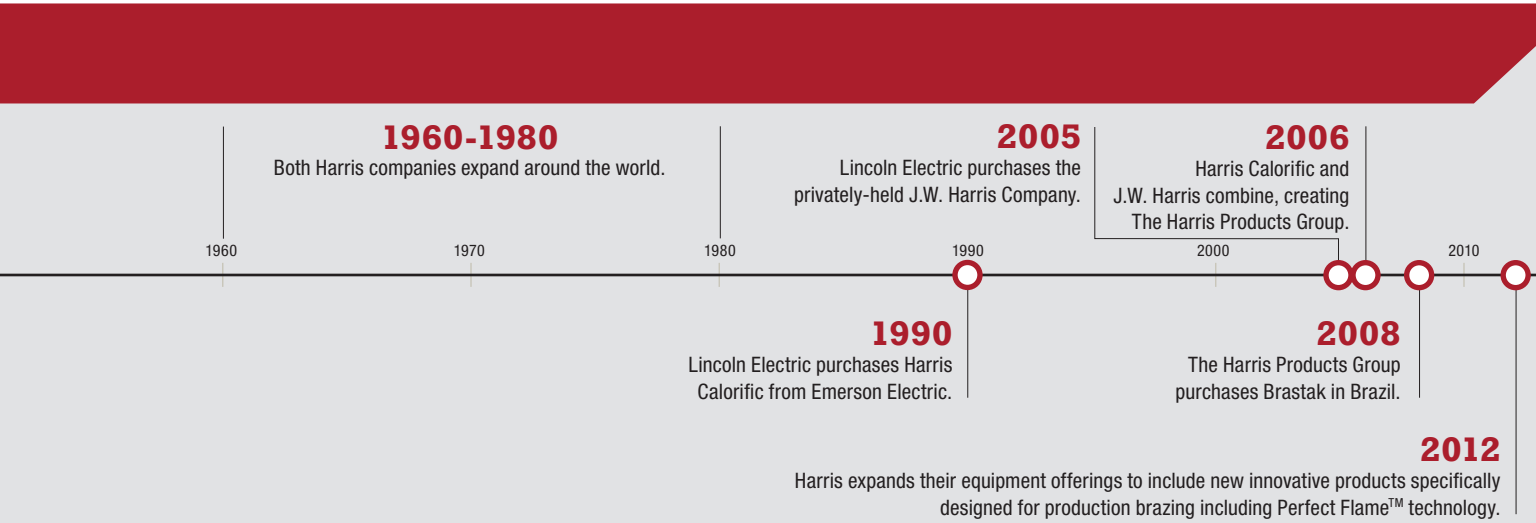 1960-1980
Both Harris companies expand around the world.
2005
Lincoln Electric purchases the
privately-held J.W. Harris Company.
2006
Harris Calorific and
J.W. Harris combine, creating
The Harris Products Group.
1960
1970
1980
1990
2000
2010
1990
Lincoln Electric purchases Harris
Calorific from Emerson Electric.
2008
The Harris Products Group
purchases Brastak in Brazil.
2012
Harris expands their equipment offerings to include new innovative products specifically
designed for production brazing including Perfect Flame™ technology.